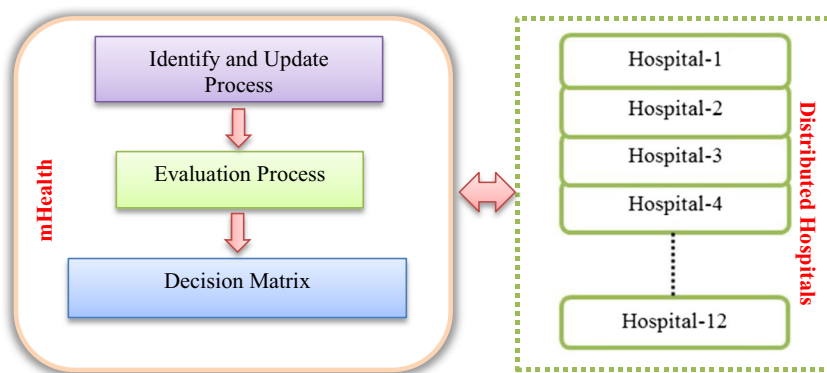 mHealth
Identify and Update
Process
Evaluation Process
Decision Matrix
Hospital-1
Hospital-2
Hospital-3
Hospital-4
Hospital-12
Distributed Hospitals